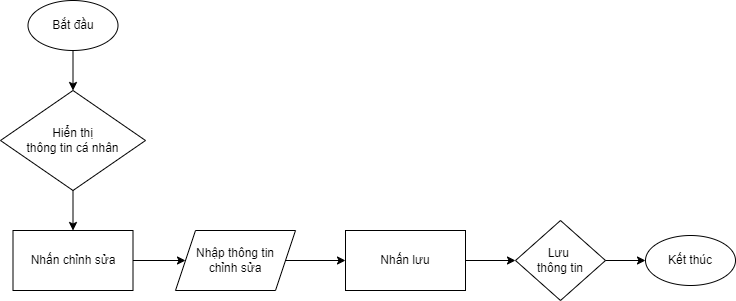 Bắt đầu
Hiển thị
thông tin cá nhân
Nhấn chỉnh sửa
Nhập thông tin
chỉnh sửa
Nhấn lưu
Lưu
thông tin
Kết thúc